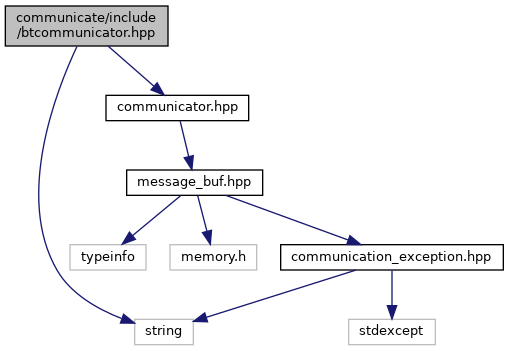 communicate/include
/btcommunicator.hpp
communicator.hpp
message_buf.hpp
typeinfo
memory.h
communication_exception.hpp
string
stdexcept